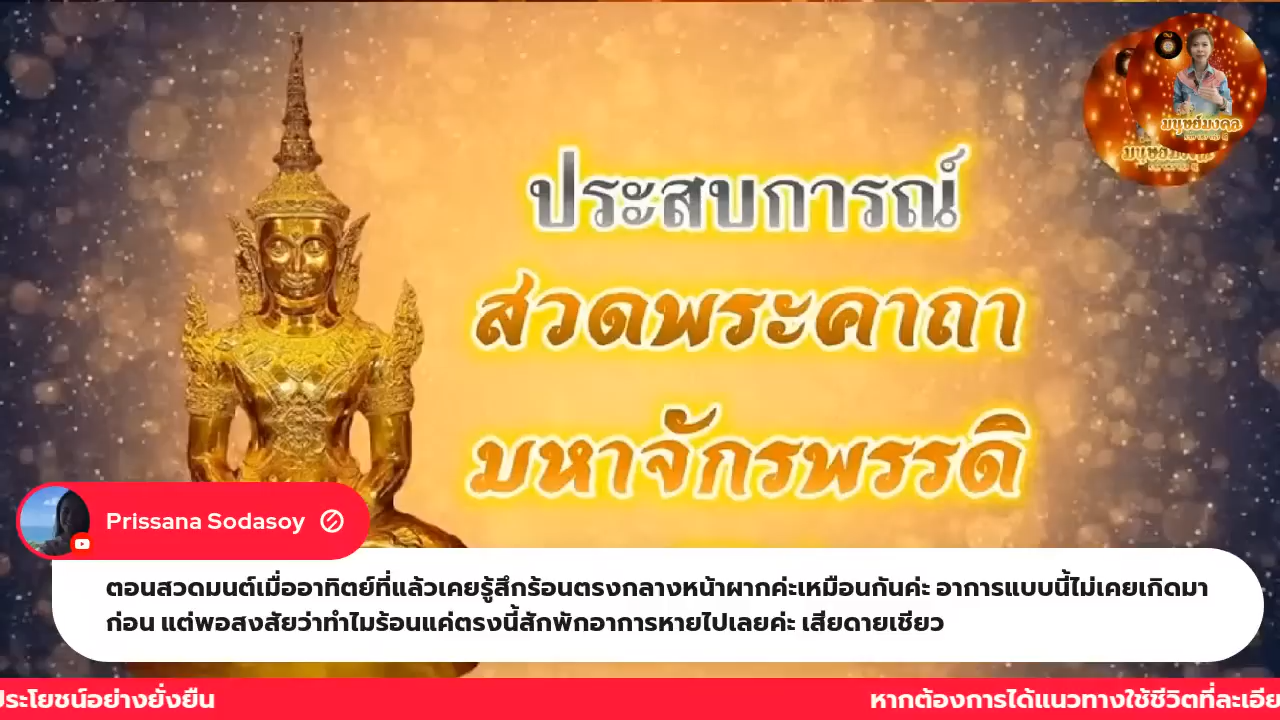 ประสบการณ์
สวดพระคาถา
มหาจักรพรรดิ
มนุษย์มงคล
Prissana Sodasoy
ตอนสวดมนต์เมื่ออาทิตย์ที่แล้วเคยรู้สึกร้อนตรงกลางหน้าผากค่ะเหมือนกันค่ะ อาการแบบนี้ไม่เคยเกิดมา
ก่อน แต่พอสงสัยว่าทำไมร้อนแค่ตรงนี้สักพักอาการหายไปเลยค่ะ เสียดายเชียว
ประโยชน์อย่างยั่งยืน
หากต้องการได้แนวทางใช้ชีวิตที่ละเอีย